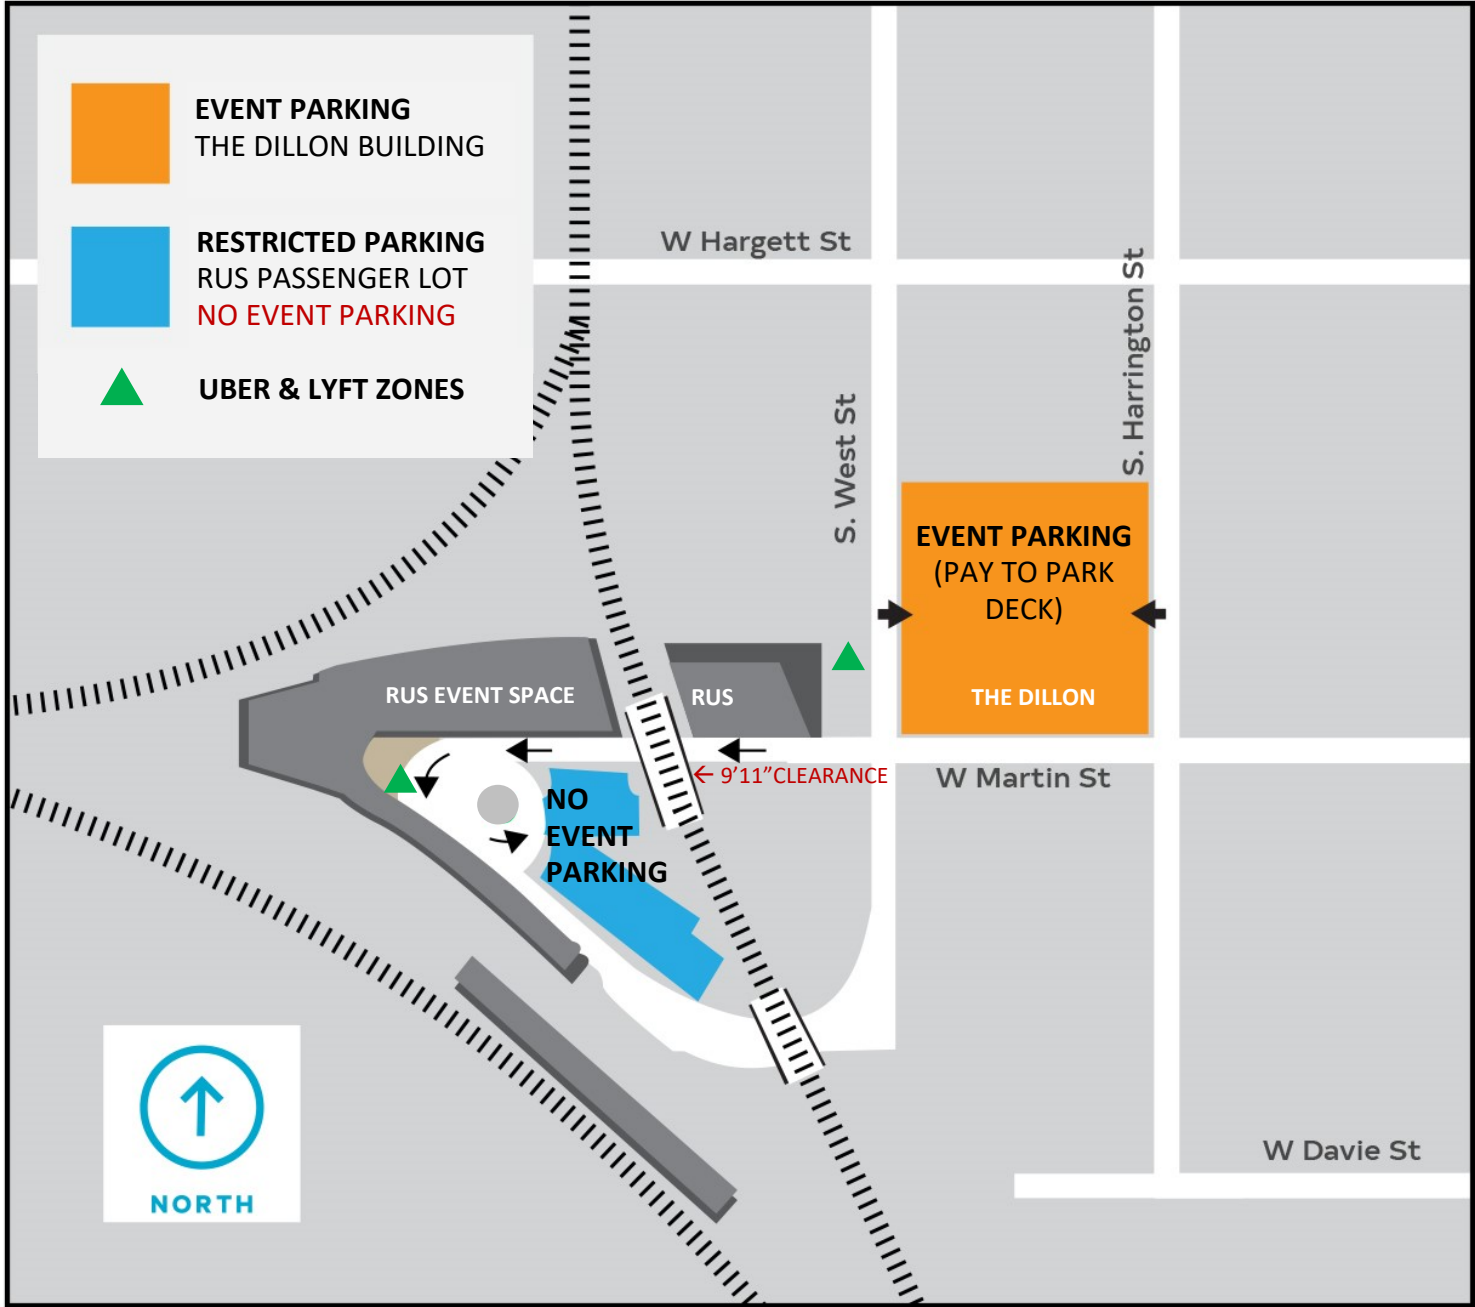 EVENT PARKING
THE DILLON BUILDING
RESTRICTED PARKING
RUS PASSENGER LOT
NO EVENT PARKING
UBER & LYFT ZONES
W Hargett St
S. Harrington St
S. West St
EVENT PARKING
(PAY TO PARK
DECK)
RUS EVENT SPACE
RUS
THE DILLON
← 9'11”CLEARANCE
W Martin St
NO
EVENT
PARKING
W Davie St
NORTH